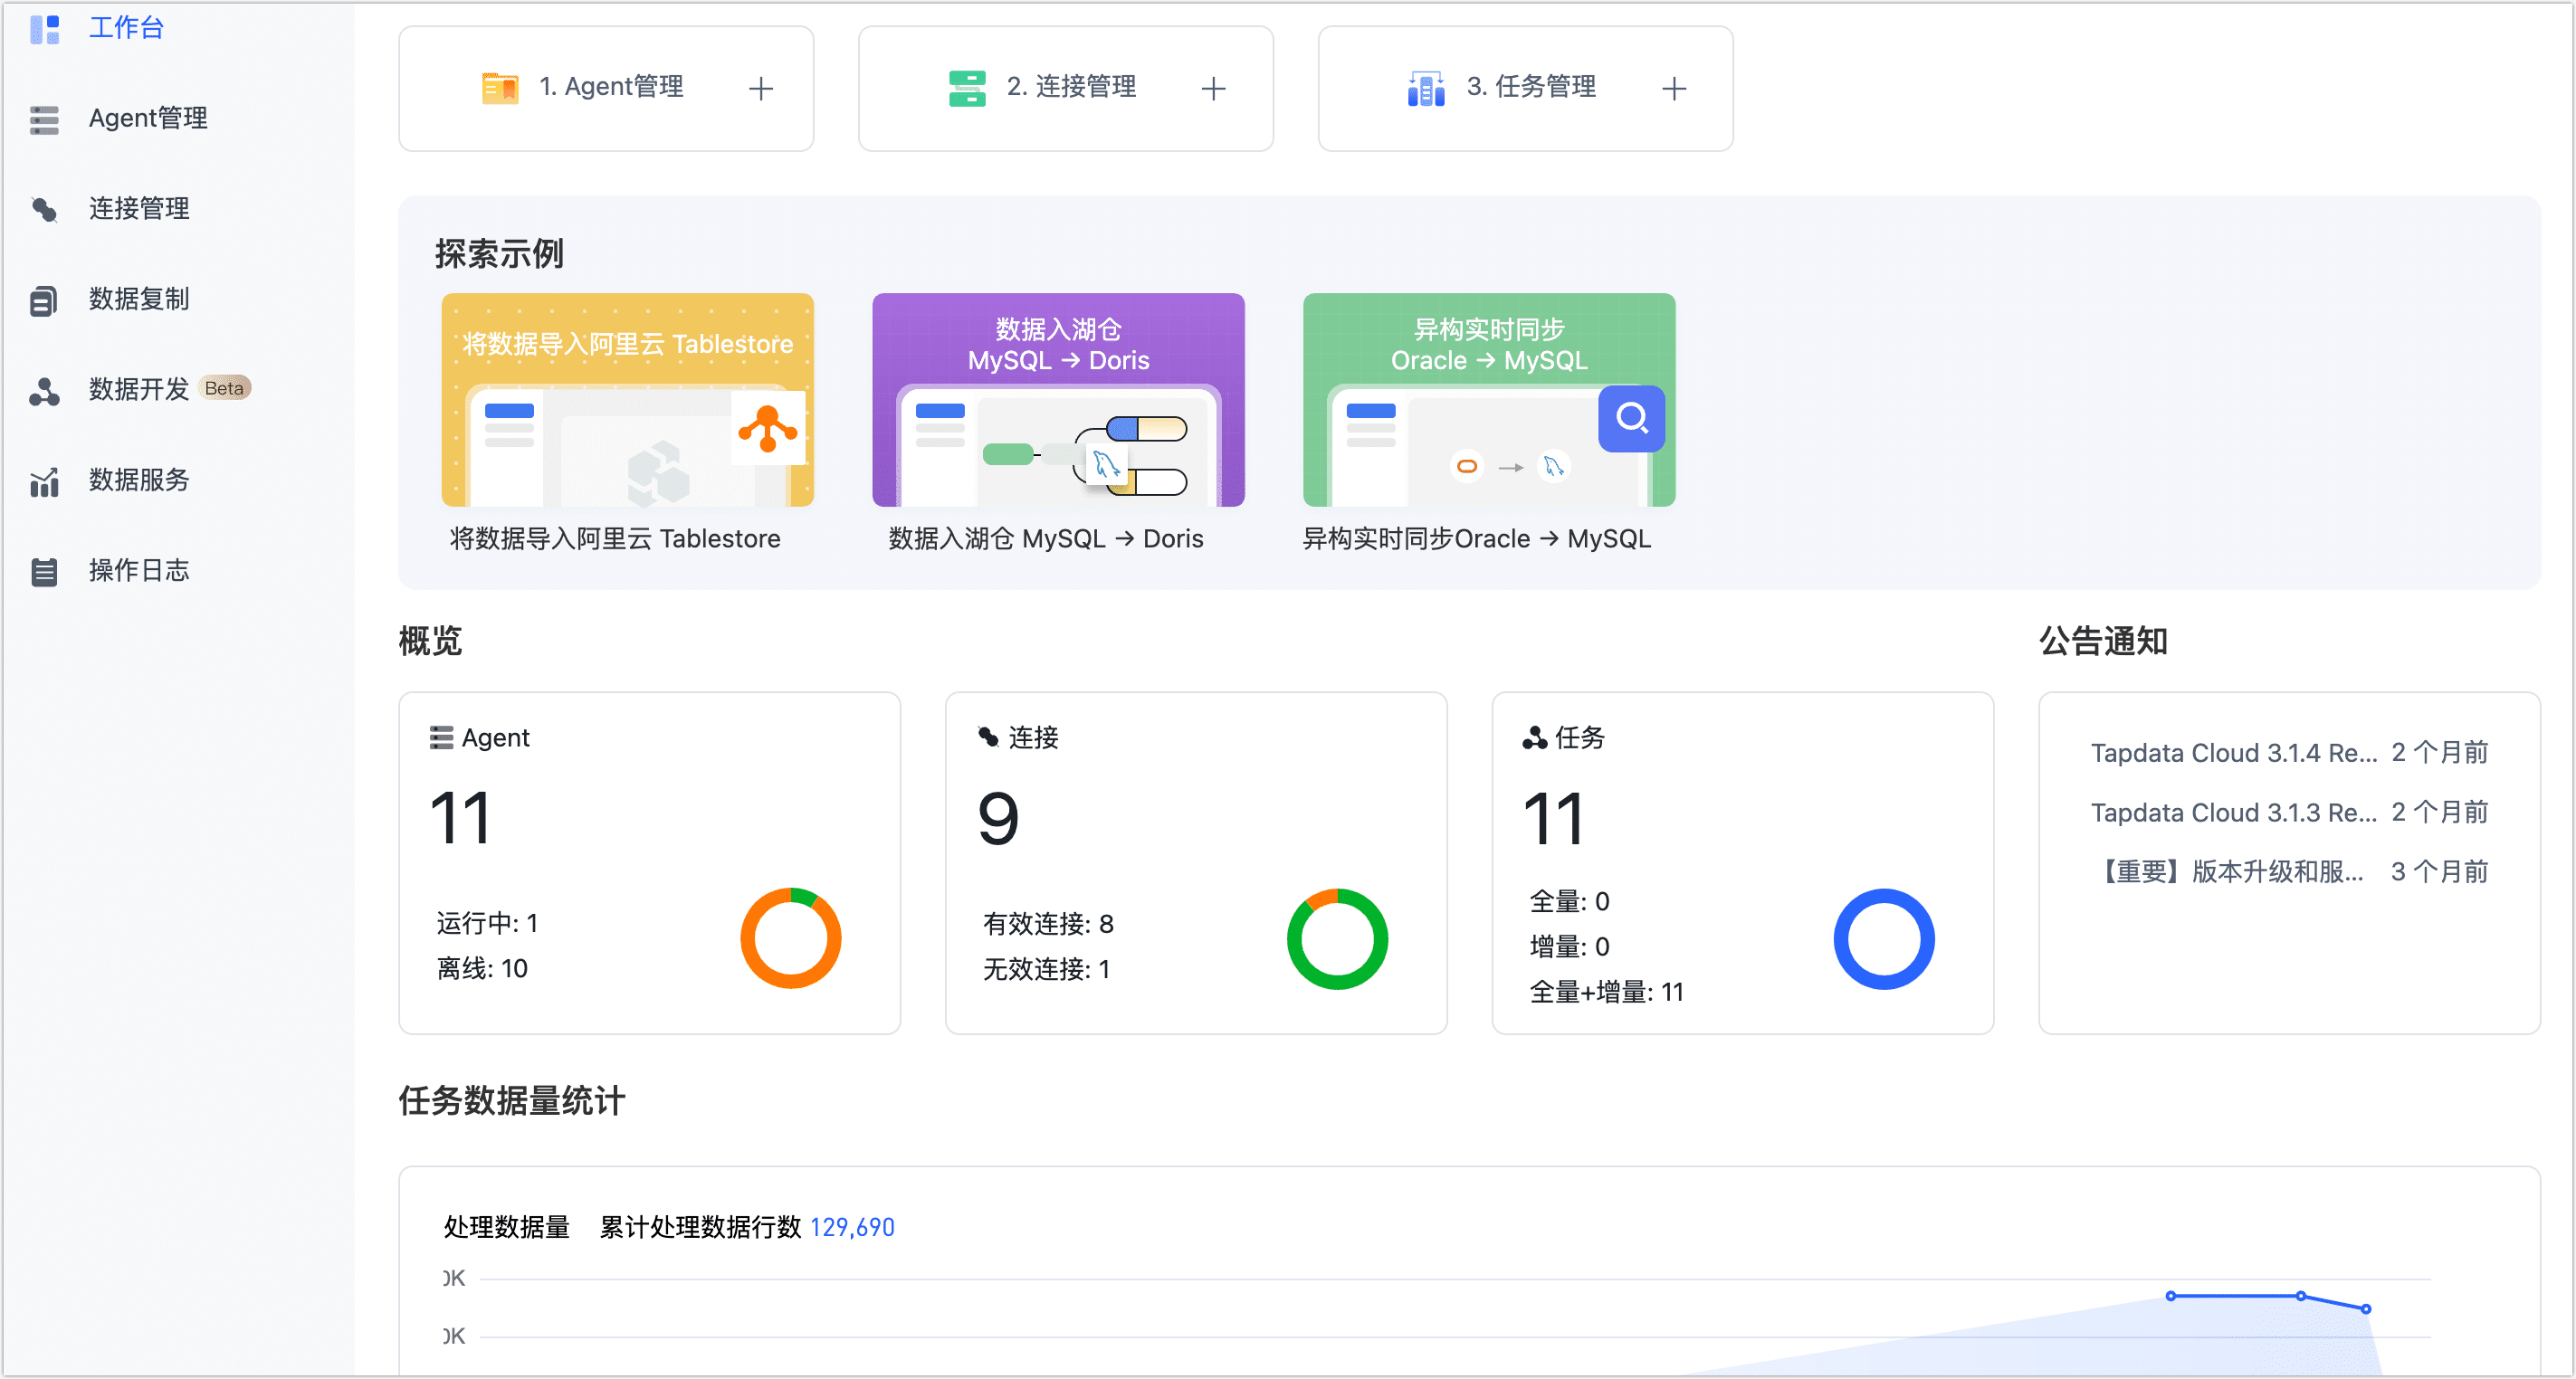 工作台
Agent管理
连接管理
数据复制
数据开发 Beta
数据服务
操作日志
1. Agent管理
2. 连接管理
3. 任务管理
探索示例
将数据导入阿里云 Tablestore
数据入湖仓
MySQL → Doris
异构实时同步
Oracle → MySQL
将数据导入阿里云 Tablestore
数据入湖仓 MySQL → Doris
异构实时同步Oracle → MySQL
概览
公告通知
Agent
11
运行中: 1
离线: 10
连接
9
有效连接: 8
无效连接: 1
任务
11
全量: 0
增量: 0
全量+增量: 11
Tapdata Cloud 3.1.4 Re... 2 个月前
Tapdata Cloud 3.1.3 Re... 2 个月前
【重要】版本升级和服... 3 个月前
任务数据量统计
处理数据量 累计处理数据行数 129,690
0K
0K